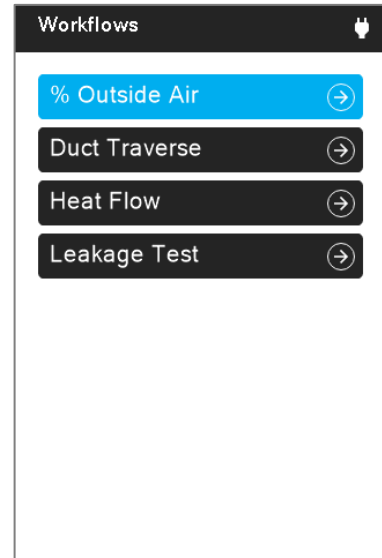 Workflows
% Outside Air
Duct Traverse
Heat Flow
Leakage Test